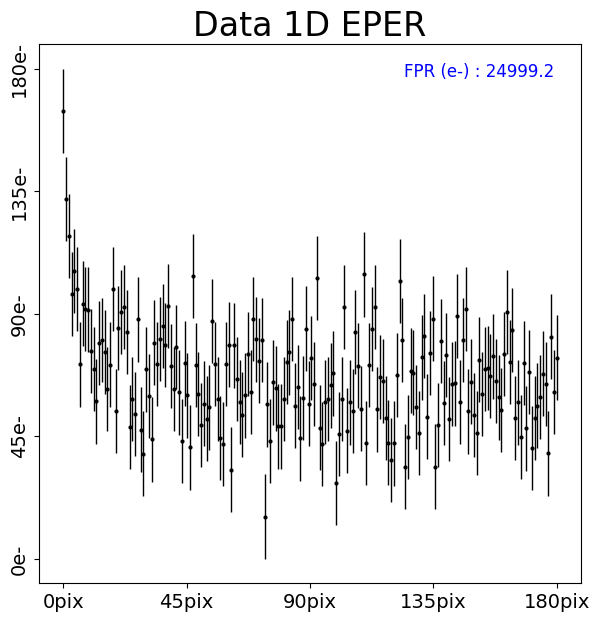 Data 1D EPER
FPR (e-) : 24999.2
180e-
135e-
90e-
45e-
0e-
0pix 45pix 90pix 135pix 180pix